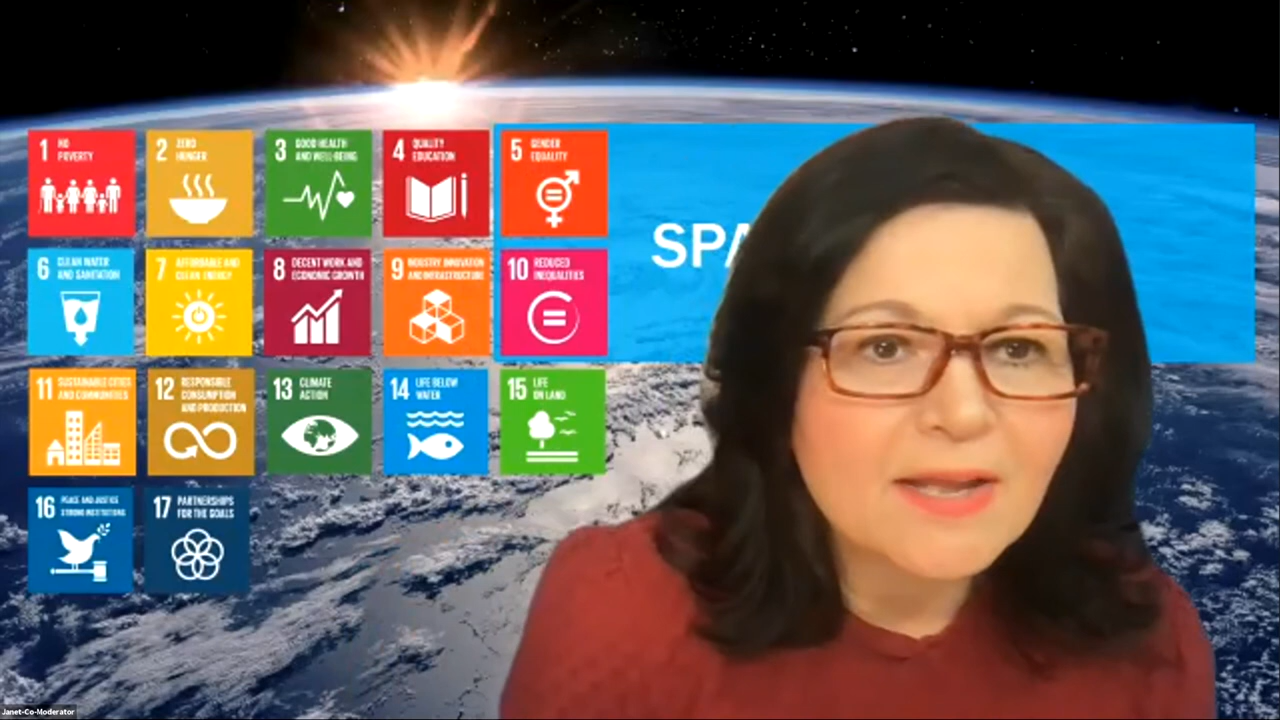 1 NO
POVERTY
2 ZERO
HUNGER
3 GOOD HEALTH
AND WELL-BEING
4 QUALITY
EDUCATION
5 GENDER
EQUALITY
SPA
6 CLEAN WATER
AND SANITATION
7 AFFORDABLE AND
CLEAN ENERGY
8 DECENT WORK AND
ECONOMIC GROWTH
9 INDUSTRY INNOVATION
AND INFRASTRUCTURE
10 REDUCED
INEQUALITIES
11 SUSTAINABLE CITIES
AND COMMUNITIES
12 RESPONSIBLE
CONSUMPTION
AND PRODUCTION
13 CLIMATE
ACTION
14 LIFE BELOW
WATER
15 LIFE
ON LAND
16 PEACE AND JUSTICE
STRONG INSTITUTIONS
17 PARTNERSHIPS
FOR THE GOALS
Janet-Co-Moderator